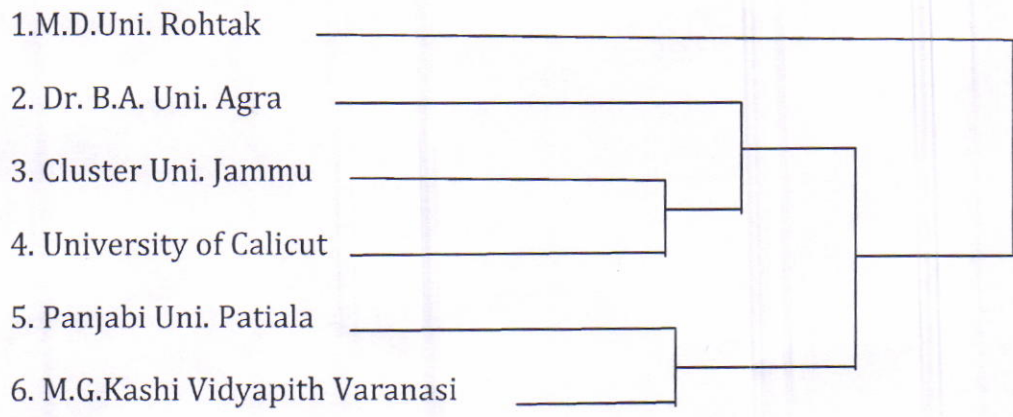 1.M.D.Uni. Rohtak
2. Dr. B.A. Uni. Agra
3. Cluster Uni. Jammu
4. University of Calicut
5. Panjabi Uni. Patiala
6. M.G.Kashi Vidyapith Varanasi